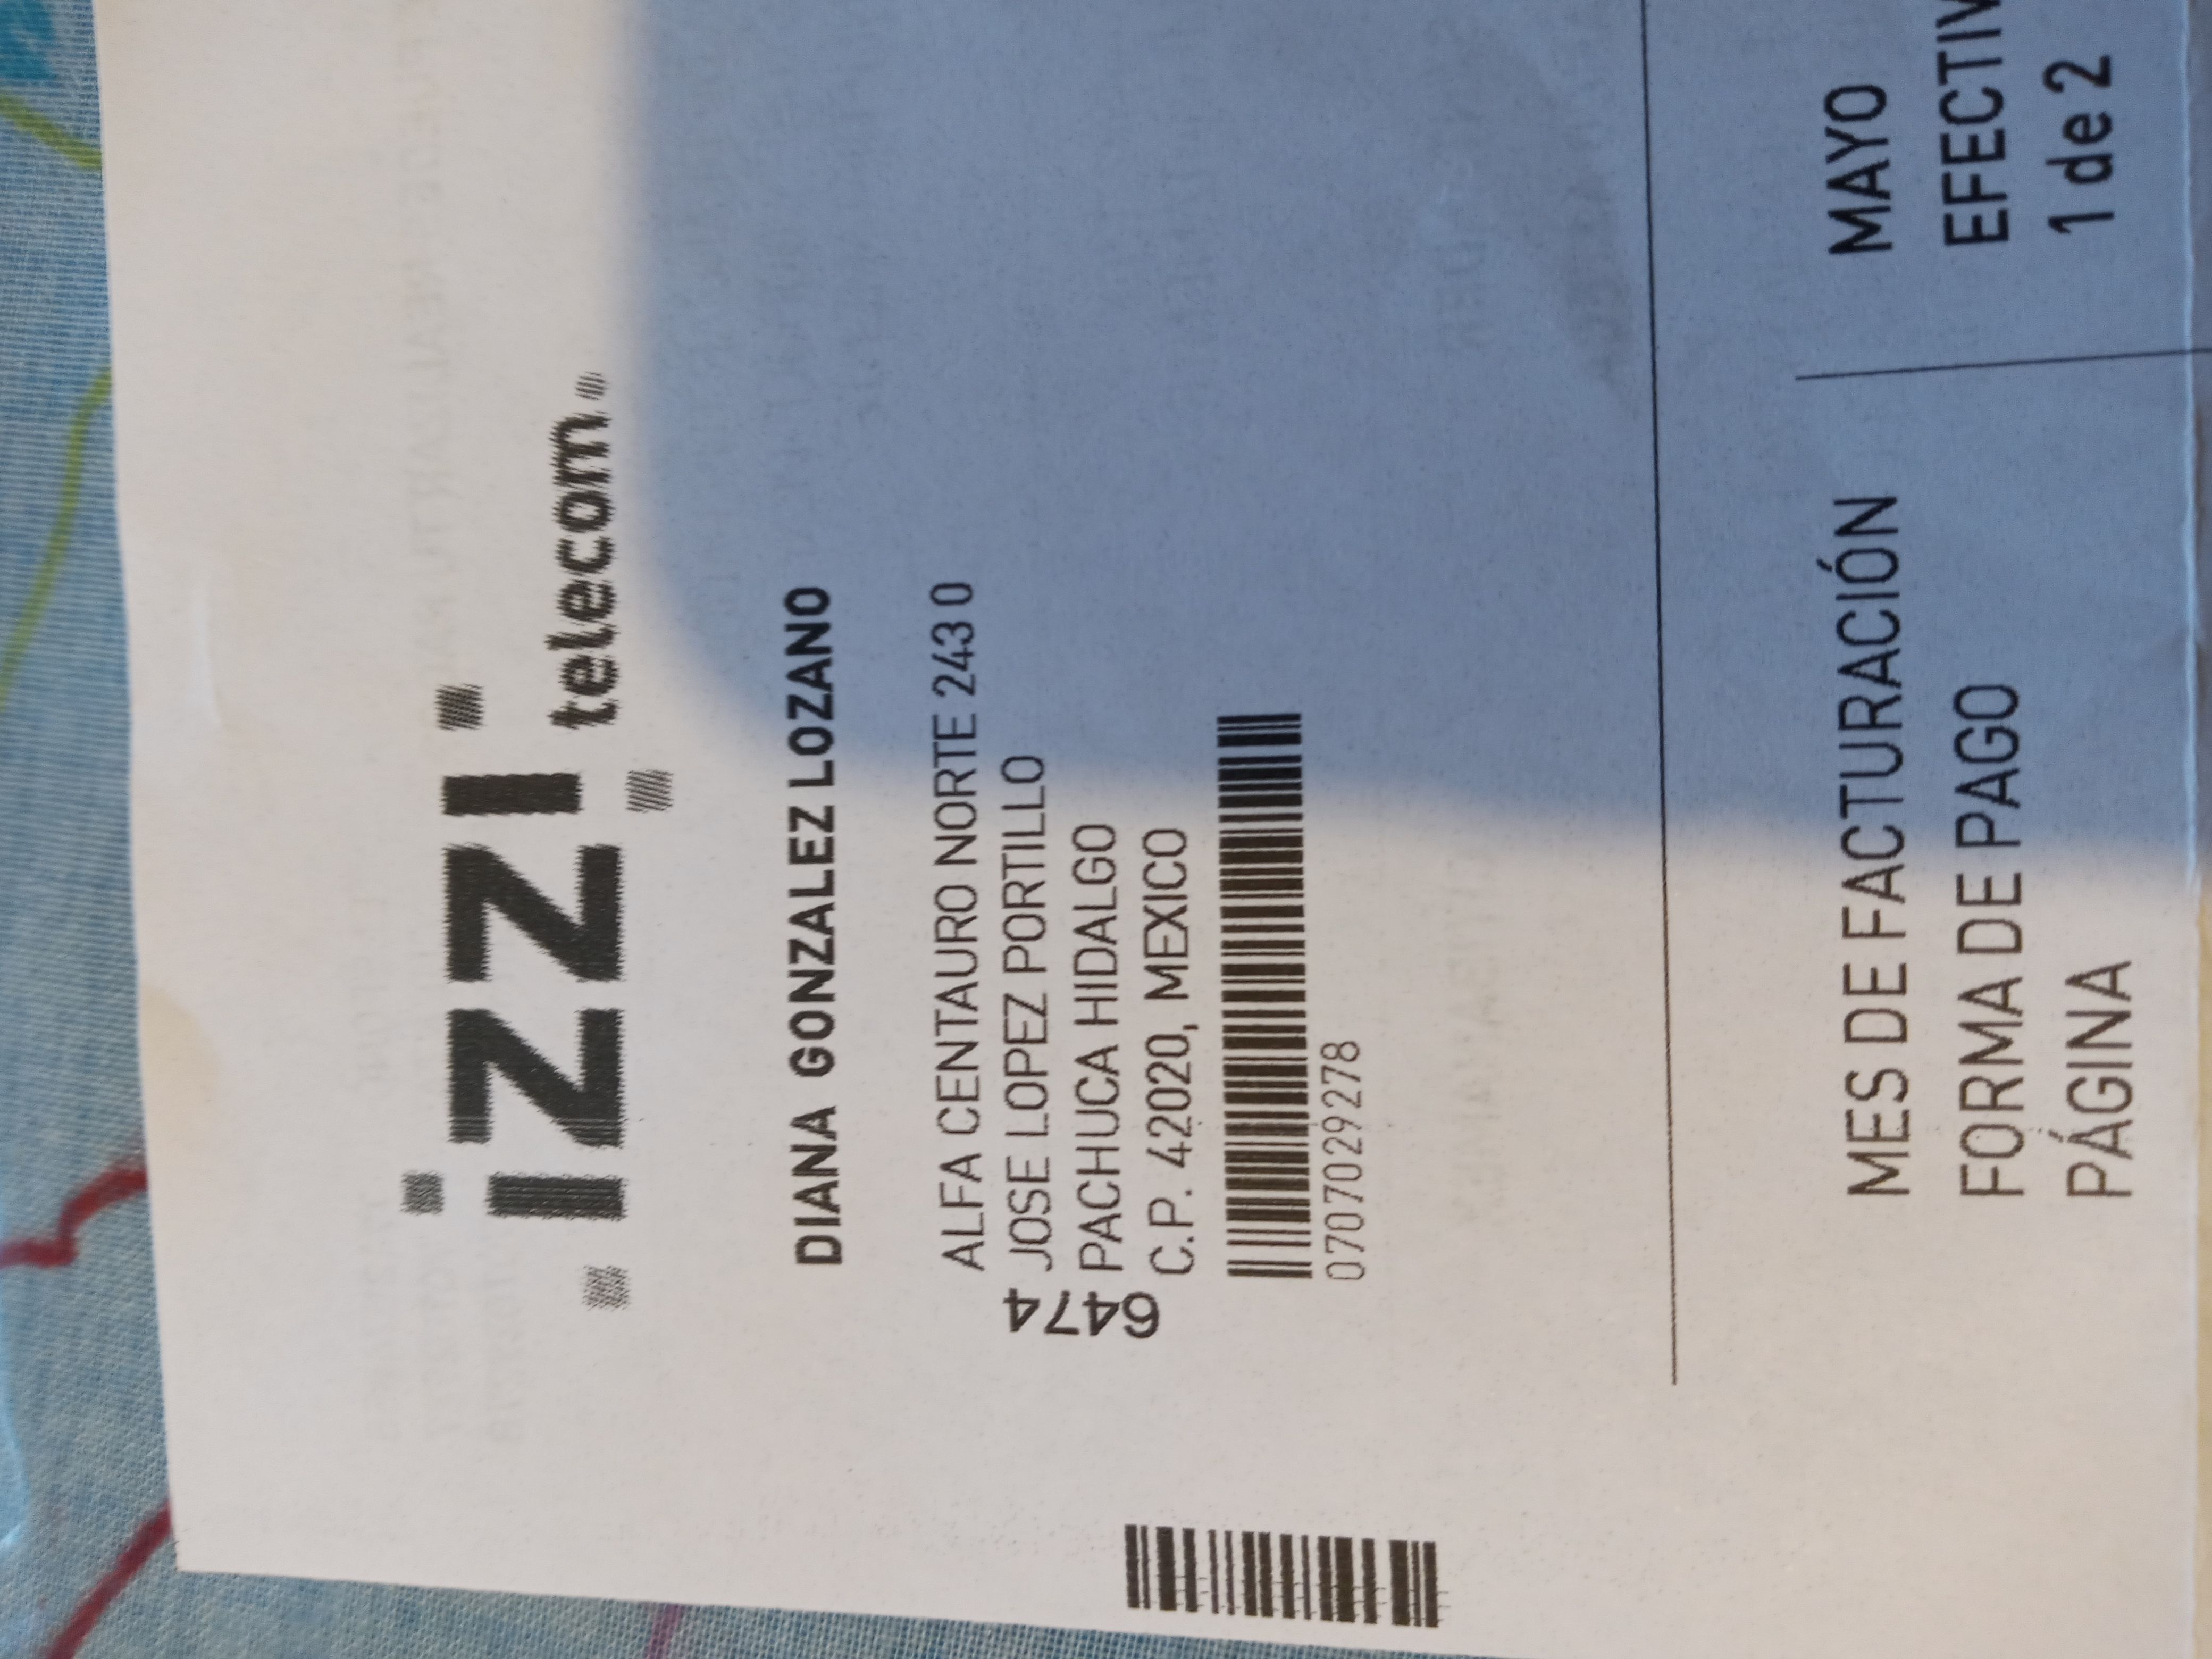 izzi telecom
DIANA GONZALEZ LOZANO
ALFA CENTAURO NORTE 243 0
JOSE LOPEZ PORTILLO
PACHUCA HIDALGO
C.P. 42020, MEXICO
6474
0707029278
MES DE FACTURACIÓN MAYO
FORMA DE PAGO EFECTIV
PÁGINA 1 de 2